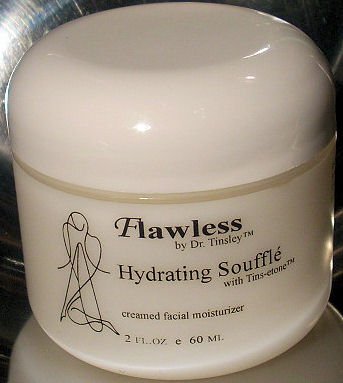 Flawless
by Dr. Tinsley™
Hydrating Soufflé
with Tins-etone™
creamed facial moisturizer
2 FL.OZ e 60 ML